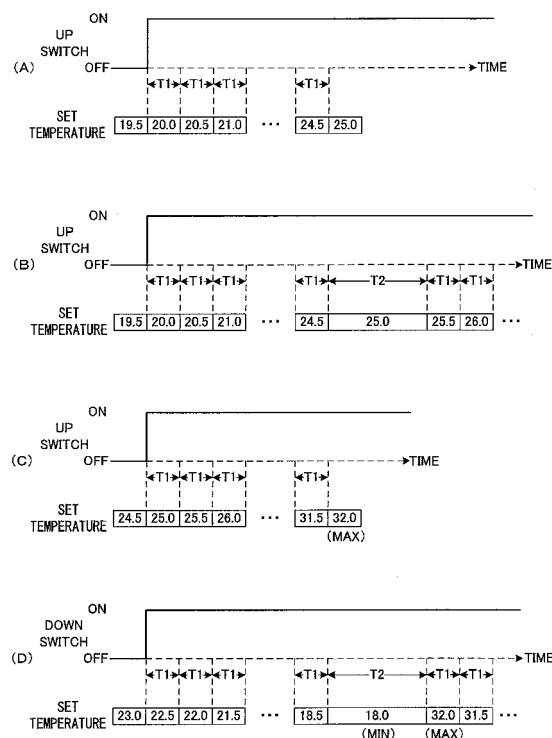 ON
UP
SWITCH
(A)
OFF
TIME
T1 T1 T1 T1
SET
TEMPERATURE
19.5 20.0 20.5 21.0 ··· 24.5 25.0
ON
UP
SWITCH
(B)
OFF
TIME
T1 T1 T1 T1 T2 T1 T1
SET
TEMPERATURE
19.5 20.0 20.5 21.0 ··· 24.5 25.0 25.5 26.0 ···
ON
UP
SWITCH
(C)
OFF
TIME
T1 T1 T1 T1
SET
TEMPERATURE
24.5 25.0 25.5 26.0 ··· 31.5 32.0
(MAX)
ON
DOWN
SWITCH
(D)
OFF
TIME
T1 T1 T1 T1 T2 T1 T1
SET
TEMPERATURE
23.0 22.5 22.0 21.5 ··· 18.5 18.0 32.0 31.5
(MIN) (MAX)